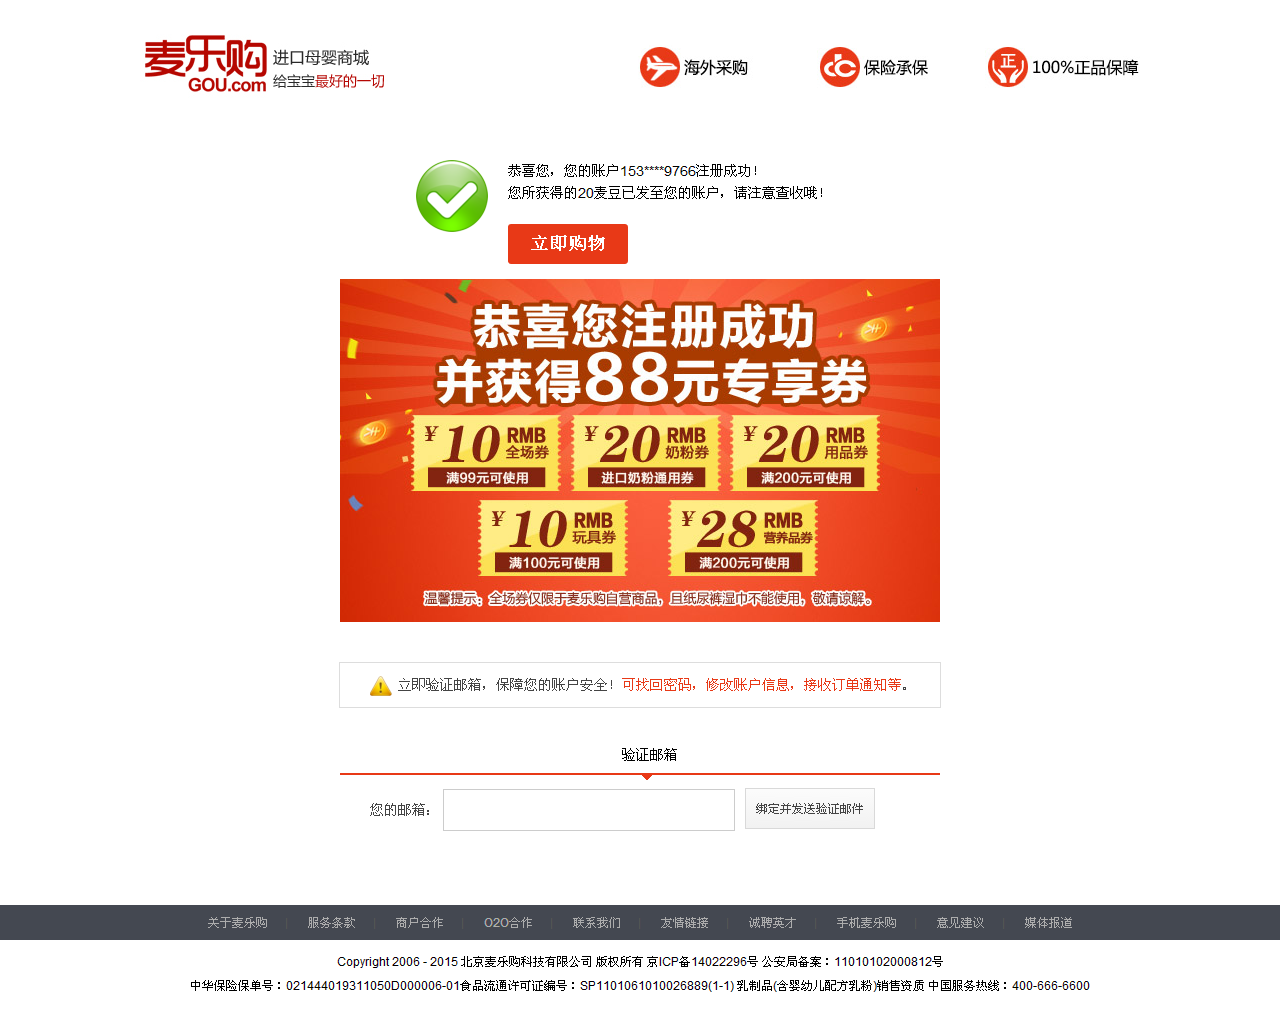 麦乐购 进口母婴商城
GOU.com 给宝宝最好的一切
海外采购 保险承保 正 100%正品保障
恭喜您，您的账户153****9766注册成功！
您所获得的20麦豆已发至您的账户，请注意查收哦！
立即购物
恭喜您注册成功
并获得88元专享券
¥10 RMB 全场券 ¥20 RMB 奶粉券 ¥20 RMB 用品券
满99元可使用 进口奶粉通用券 满200元可使用
¥10 RMB 玩具券 ¥28 RMB 营养品券
满100元可使用 满200元可使用
温馨提示：全场券仅限于麦乐购自营商品，且纸尿裤湿巾不能使用，敬请谅解。
立即验证邮箱，保障您的账户安全！可找回密码，修改账户信息，接收订单通知等。
验证邮箱
您的邮箱： 绑定并发送验证邮件
关于麦乐购 | 服务条款 | 商户合作 | O2O合作 | 联系我们 | 友情链接 | 诚聘英才 | 手机麦乐购 | 意见建议 | 媒体报道
Copyright 2006 - 2015 北京麦乐购科技有限公司 版权所有 京ICP备14022296号 公安局备案：11010102000812号
中华保险保单号：021444019311050D000006-01食品流通许可证编号：SP1101061010026889(1-1) 乳制品(含婴幼儿配方乳粉)销售资质 中国服务热线：400-666-6600